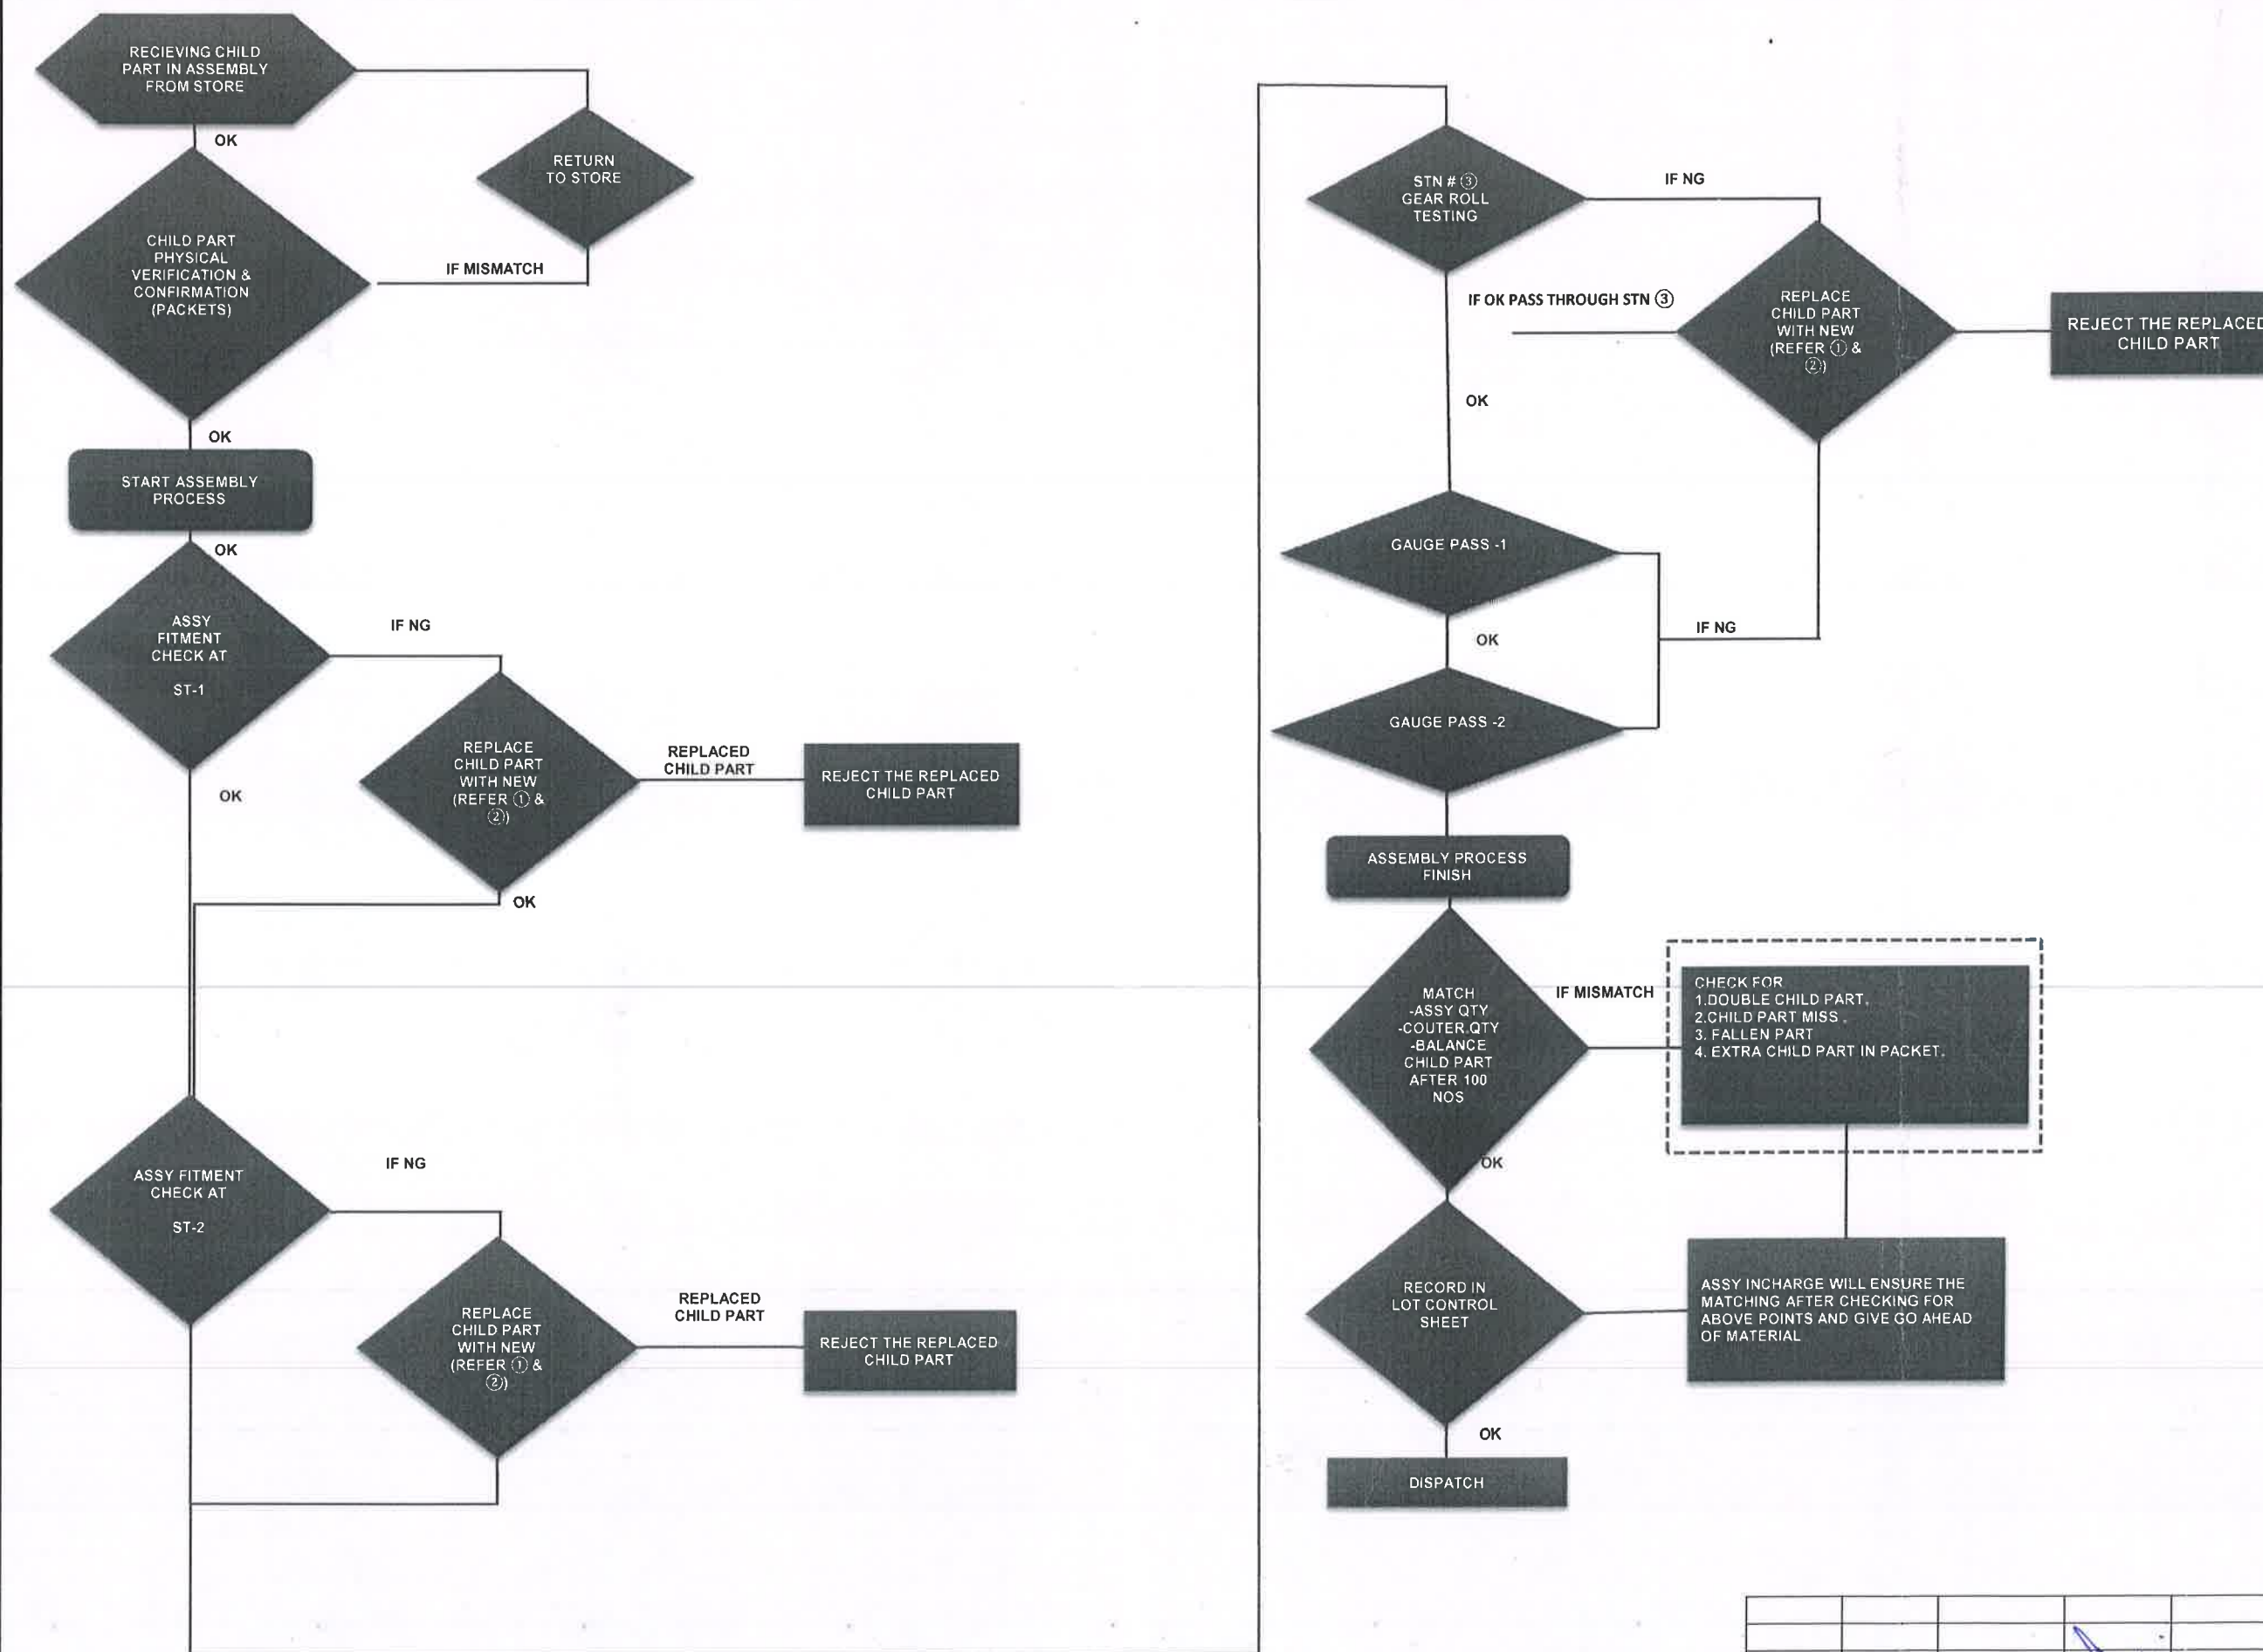 RECIEVING CHILD
PART IN ASSEMBLY
FROM STORE
OK
RETURN
TO STORE
CHILD PART
PHYSICAL
VERIFICATION &
CONFIRMATION
(PACKETS)
IF MISMATCH
OK
START ASSEMBLY
PROCESS
OK
ASSY
FITMENT
CHECK AT
ST-1
IF NG
REPLACE
CHILD PART
WITH NEW
(REFER ① &
②)
REPLACED
CHILD PART
REJECT THE REPLACED
CHILD PART
OK
OK
ASSY FITMENT
CHECK AT
ST-2
IF NG
REPLACE
CHILD PART
WITH NEW
(REFER ① &
②)
REPLACED
CHILD PART
REJECT THE REPLACED
CHILD PART
STN # ③
GEAR ROLL
TESTING
IF NG
IF OK PASS THROUGH STN ③
REPLACE
CHILD PART
WITH NEW
(REFER ① &
②)
REJECT THE REPLACED
CHILD PART
OK
GAUGE PASS -1
OK
IF NG
GAUGE PASS -2
ASSEMBLY PROCESS
FINISH
MATCH
-ASSY QTY
-COUTER.QTY
-BALANCE
CHILD PART
AFTER 100
NOS
IF MISMATCH
CHECK FOR
1.DOUBLE CHILD PART.
2.CHILD PART MISS .
3. FALLEN PART
4. EXTRA CHILD PART IN PACKET.
OK
RECORD IN
LOT CONTROL
SHEET
ASSY INCHARGE WILL ENSURE THE
MATCHING AFTER CHECKING FOR
ABOVE POINTS AND GIVE GO AHEAD
OF MATERIAL
OK
DISPATCH